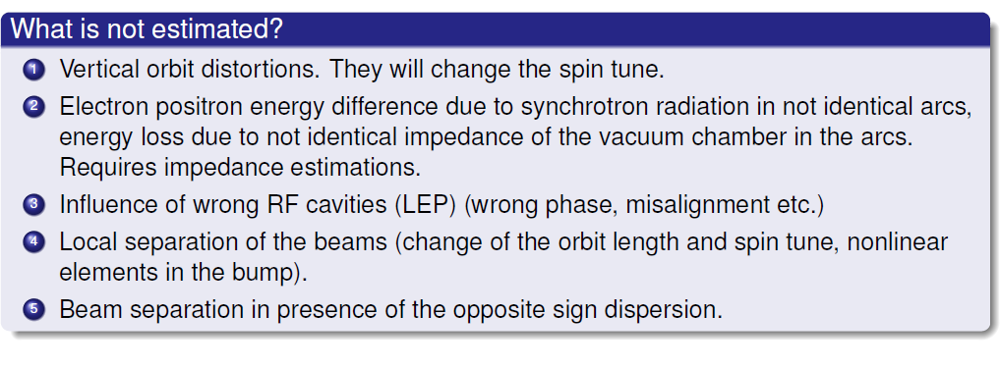 What is not estimated?
1 Vertical orbit distortions. They will change the spin tune.
2 Electron positron energy difference due to synchrotron radiation in not identical arcs,
energy loss due to not identical impedance of the vacuum chamber in the arcs.
Requires impedance estimations.
3 Influence of wrong RF cavities (LEP) (wrong phase, misalignment etc.)
4 Local separation of the beams (change of the orbit length and spin tune, nonlinear
elements in the bump).
5 Beam separation in presence of the opposite sign dispersion.